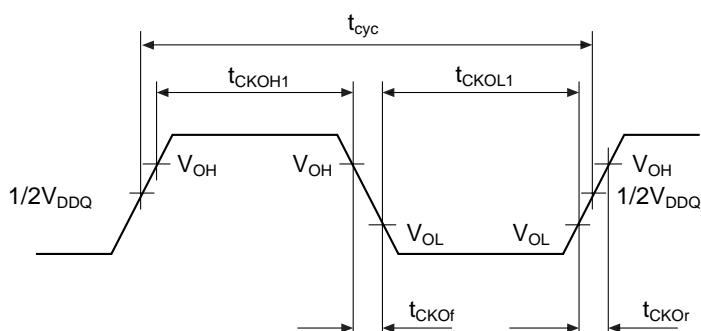 tcyc
tCKOH1 tCKOL1
VOH VOH VOH
1/2VDDQ 1/2VDDQ
VOL VOL
tCKOf tCKOr